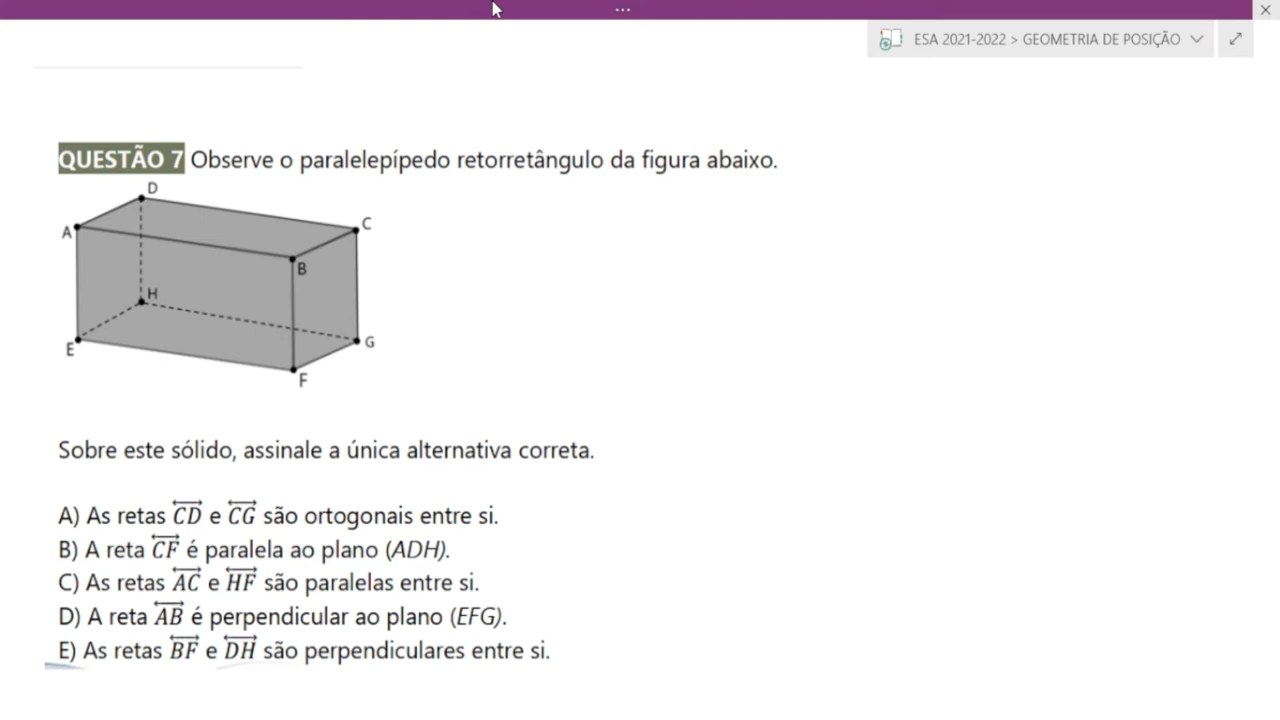 ESA 2021-2022 > GEOMETRIA DE POSIÇÃO
QUESTÃO 7 Observe o paralelepípedo retorretângulo da figura abaixo.
D
A
C
B
H
E
G
F
Sobre este sólido, assinale a única alternativa correta.
A) As retas CD e CG são ortogonais entre si.
B) A reta CF é paralela ao plano (ADH).
C) As retas AC e HF são paralelas entre si.
D) A reta AB é perpendicular ao plano (EFG).
E) As retas BF e DH são perpendiculares entre si.